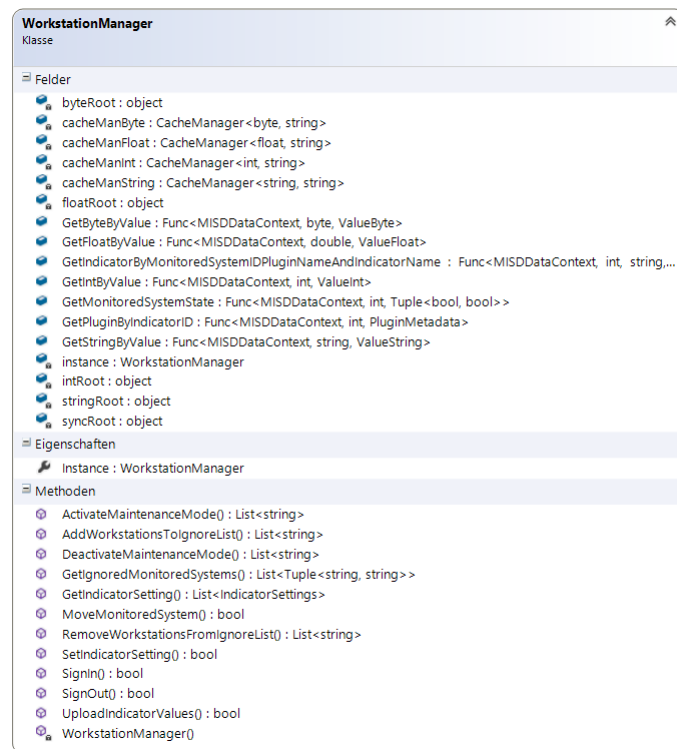 WorkstationManager
Klasse
Felder
byteRoot : object
cacheManByte : CacheManager<byte, string>
cacheManFloat : CacheManager<float, string>
cacheManInt : CacheManager<int, string>
cacheManString : CacheManager<string, string>
floatRoot : object
GetByteByValue : Func<MISDDataContext, byte, ValueByte>
GetFloatByValue : Func<MISDDataContext, double, ValueFloat>
GetIndicatorByMonitoredSystemIDPluginNameAndIndicatorName : Func<MISDDataContext, int, string,...
GetIntByValue : Func<MISDDataContext, int, ValueInt>
GetMonitoredSystemState : Func<MISDDataContext, int, Tuple<bool, bool>>
GetPluginByIndicatorID : Func<MISDDataContext, int, PluginMetadata>
GetStringByValue : Func<MISDDataContext, string, ValueString>
instance : WorkstationManager
intRoot : object
stringRoot : object
syncRoot : object
Eigenschaften
Instance : WorkstationManager
Methoden
ActivateMaintenanceMode() : List<string>
AddWorkstationsToIgnoreList() : List<string>
DeactivateMaintenanceMode() : List<string>
GetIgnoredMonitoredSystems() : List<Tuple<string, string>>
GetIndicatorSetting() : List<IndicatorSettings>
MoveMonitoredSystem() : bool
RemoveWorkstationsFromIgnoreList() : List<string>
SetIndicatorSetting() : bool
SignIn() : bool
SignOut() : bool
UploadIndicatorValues() : bool
WorkstationManager()